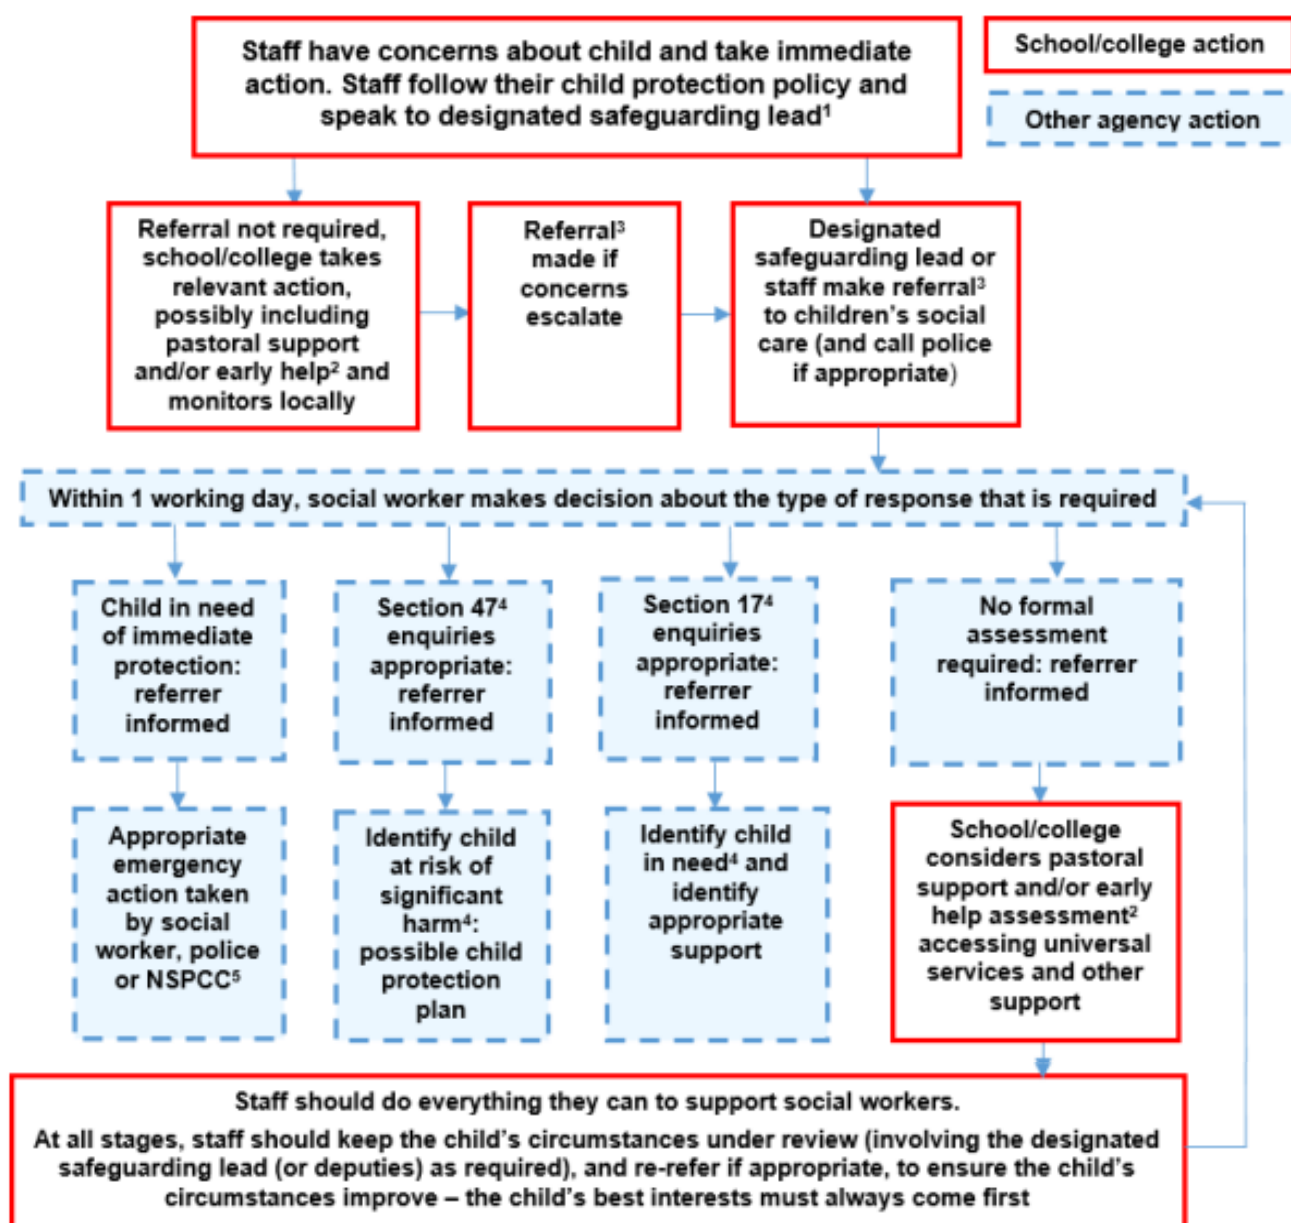 Staff have concerns about child and take immediate
action. Staff follow their child protection policy and
speak to designated safeguarding lead¹
School/college action
Other agency action
Referral not required,
school/college takes
relevant action,
possibly including
pastoral support
and/or early help² and
monitors locally
Referral³
made if
concerns
escalate
Designated
safeguarding lead or
staff make referral³
to children’s social
care (and call police
if appropriate)
Within 1 working day, social worker makes decision about the type of response that is required
Child in need
of immediate
protection:
referrer
informed
Section 47⁴
enquiries
appropriate:
referrer
informed
Section 17⁴
enquiries
appropriate:
referrer
informed
No formal
assessment
required: referrer
informed
Appropriate
emergency
action taken
by social
worker, police
or NSPCC⁵
Identify child
at risk of
significant
harm⁴:
possible child
protection
plan
Identify child
in need⁴ and
identify
appropriate
support
School/college
considers pastoral
support and/or early
help assessment²
accessing universal
services and other
support
Staff should do everything they can to support social workers.
At all stages, staff should keep the child’s circumstances under review (involving the designated
safeguarding lead (or deputies) as required), and re-refer if appropriate, to ensure the child’s
circumstances improve – the child’s best interests must always come first